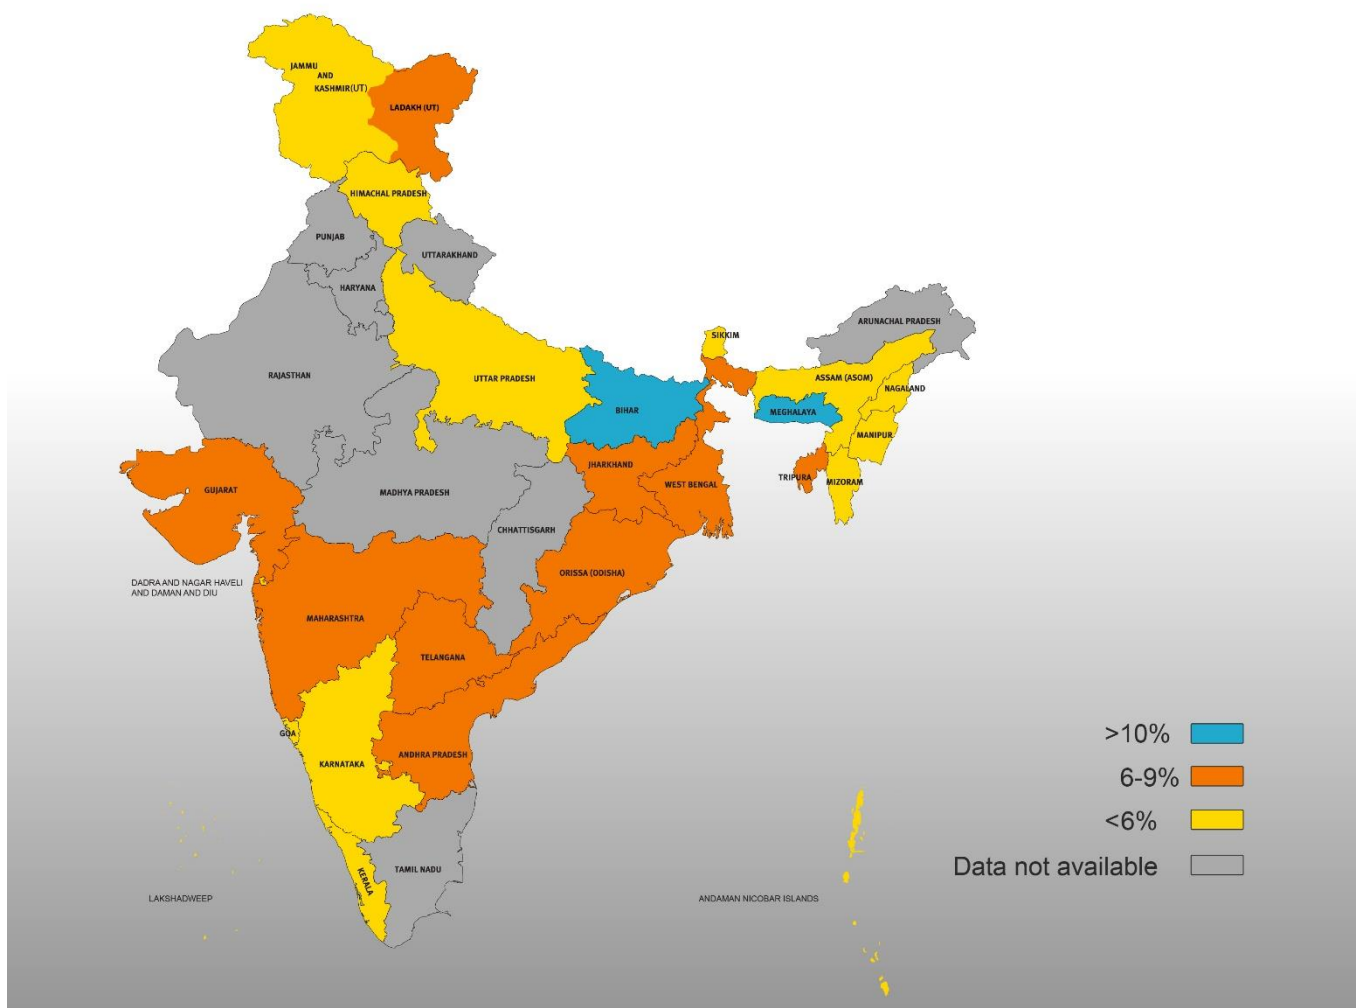 JAMMU
AND
KASHMIR(UT)
LADAKH (UT)
HIMACHAL PRADESH
PUNJAB
UTTARAKHAND
HARYANA
ARUNACHAL PRADESH
SIKKIM
RAJASTHAN
UTTAR PRADESH
ASSAM (ASOM)
NAGALAND
BIHAR
MEGHALAYA
MANIPUR
JHARKHAND
TRIPURA
MIZORAM
WEST BENGAL
GUJARAT
MADHYA PRADESH
CHHATTISGARH
ORISSA (ODISHA)
DADRA AND NAGAR HAVELI
AND DAMAN AND DIU
MAHARASHTRA
TELANGANA
GOA
ANDHRA PRADESH
KARNATAKA
KERALA
TAMIL NADU
LAKSHADWEEP
ANDAMAN NICOBAR ISLANDS
>10%
6-9%
<6%
Data not available